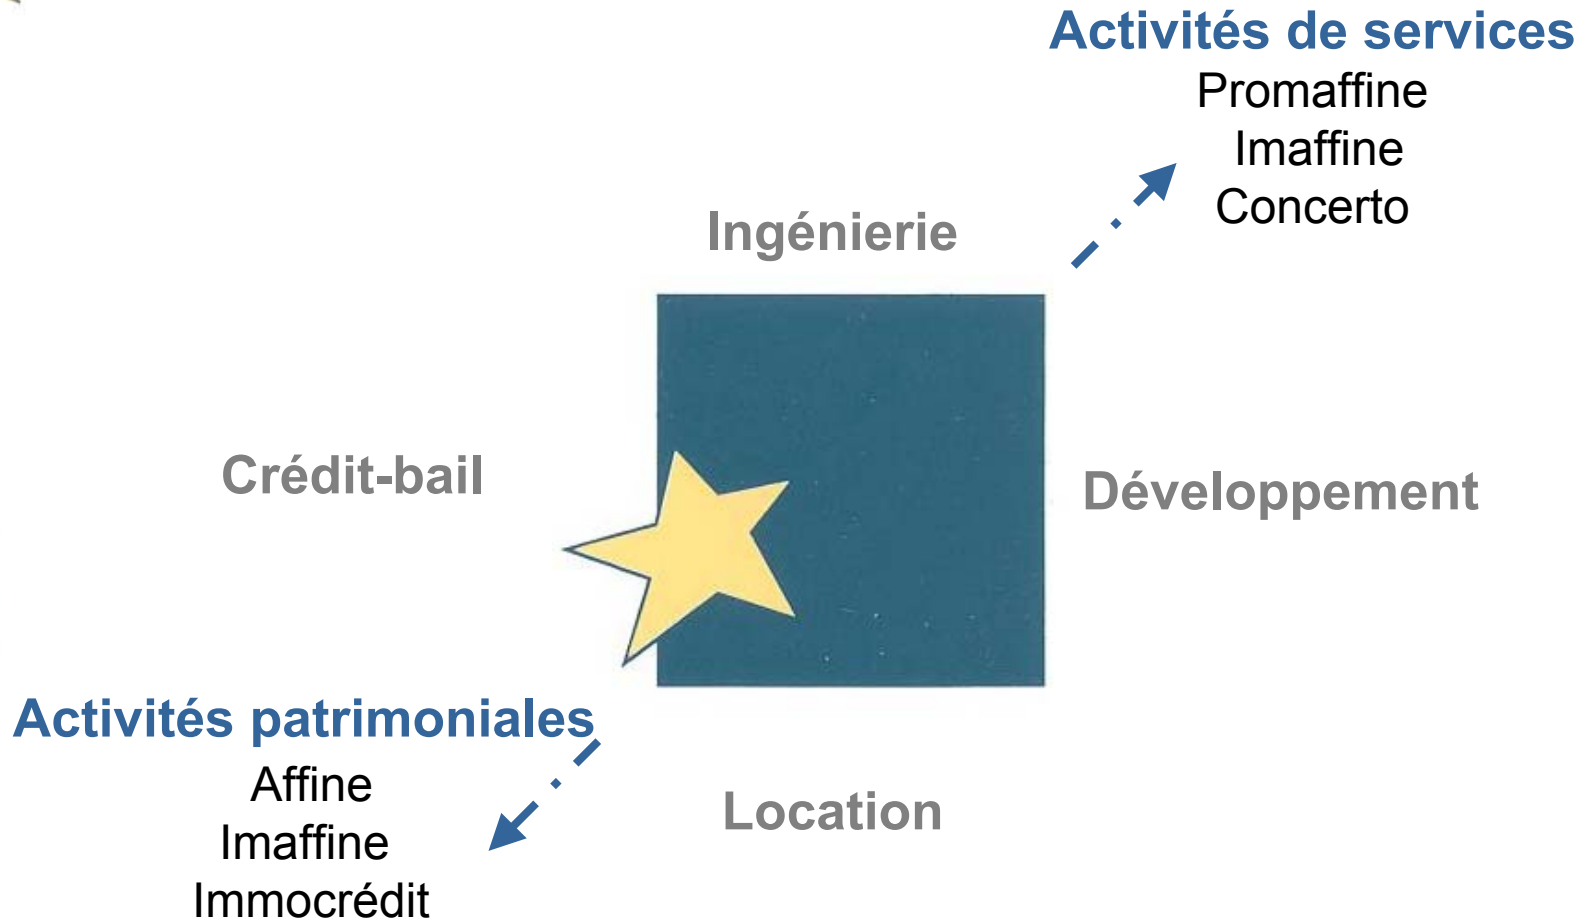 Activités de services
Promaffine
Imaffine
Concerto
Ingénierie
Crédit-bail
Développement
Activités patrimoniales
Affine
Imaffine
Immocrédit
Location